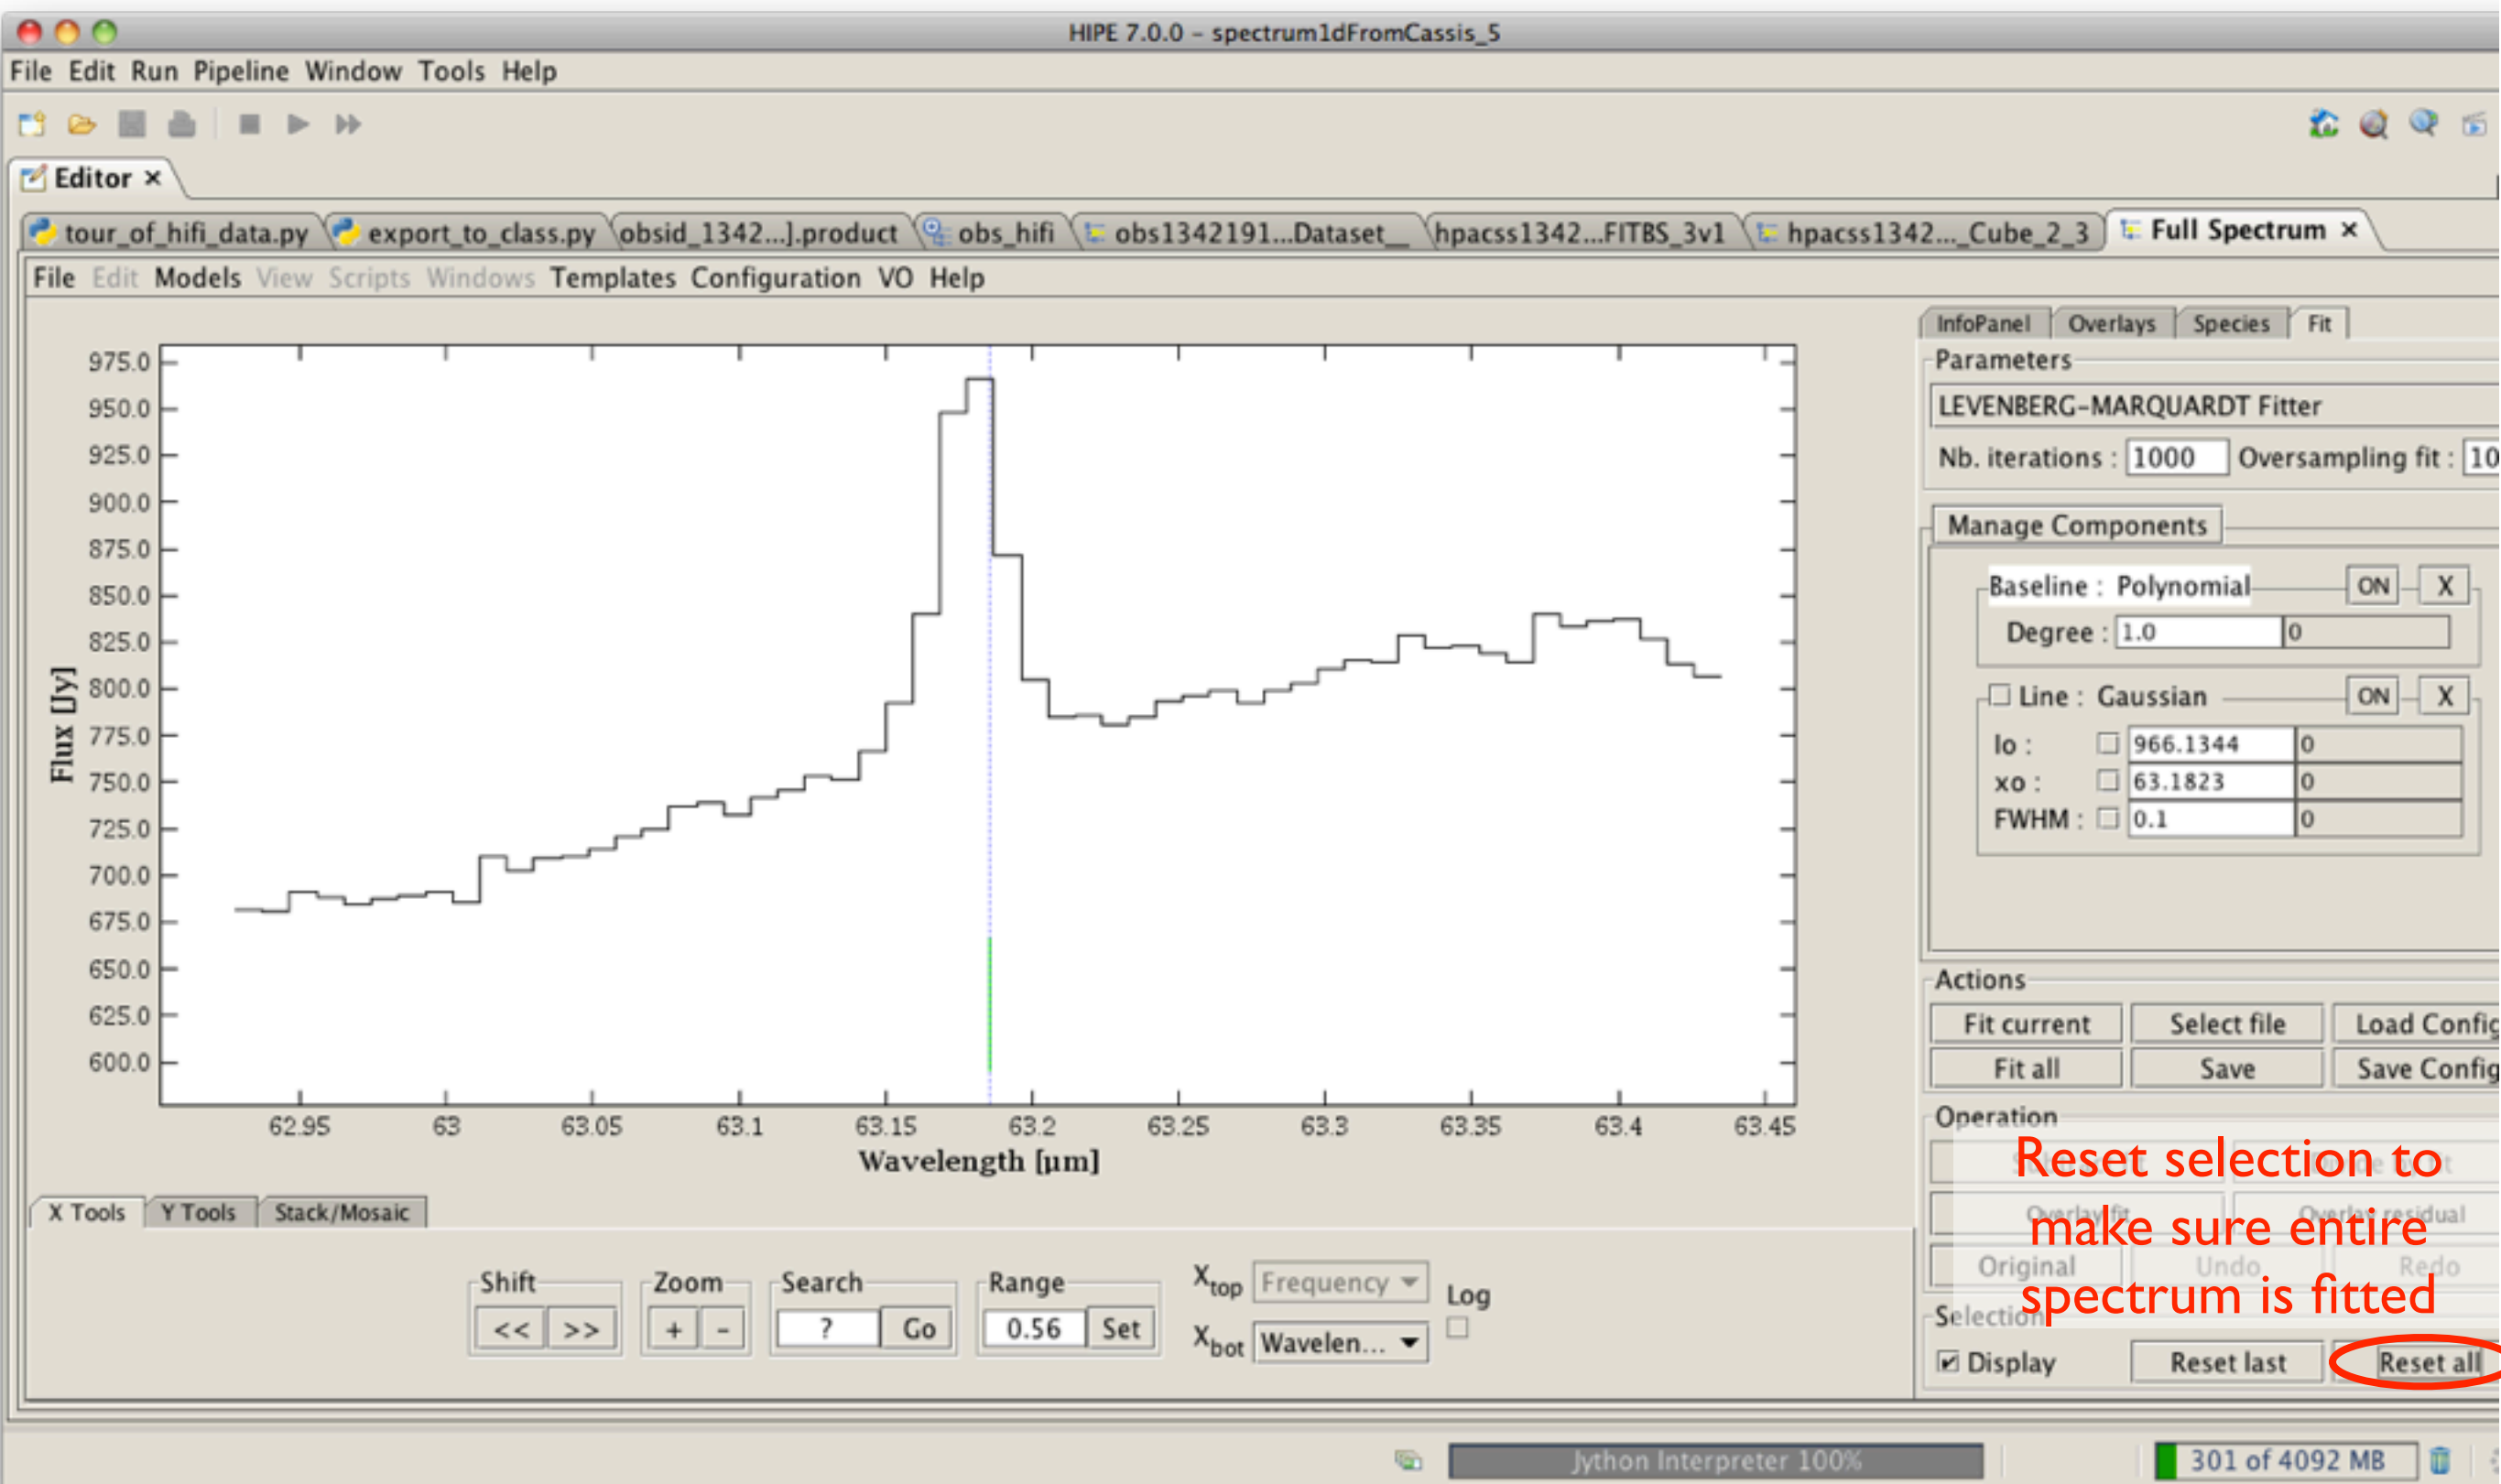 HIPE 7.0.0 – spectrum1dFromCassis_5
File Edit Run Pipeline Window Tools Help
Editor ×
tour_of_hifi_data.py export_to_class.py obsid_1342...].product obs_hifi obs1342191...Dataset__ hpacss1342...FITBS_3v1 hpacss1342..._Cube_2_3 Full Spectrum ×
File Edit Models View Scripts Windows Templates Configuration VO Help
InfoPanel Overlays Species Fit
Parameters
LEVENBERG-MARQUARDT Fitter
Nb. iterations : 1000 Oversampling fit : 10
Manage Components
Baseline : Polynomial ON X
Degree : 1.0 0
Line : Gaussian ON X
Io : 966.1344 0
xo : 63.1823 0
FWHM : 0.1 0
975.0
950.0
925.0
900.0
875.0
850.0
825.0
800.0
775.0
750.0
725.0
700.0
675.0
650.0
625.0
600.0
Flux [Jy]
62.95 63 63.05 63.1 63.15 63.2 63.25 63.3 63.35 63.4 63.45
Wavelength [μm]
Actions
Fit current Select file Load Config
Fit all Save Save Config
Operation
Reset selection to
make sure entire
spectrum is fitted
Overlay fit Overlay residual
Original Undo Redo
Selection
Display Reset last Reset all
X Tools Y Tools Stack/Mosaic
Shift Zoom Search Range
<< >> + - ? Go 0.56 Set
Xtop Frequency Log
Xbot Wavelen...
Jython Interpreter 100% 301 of 4092 MB